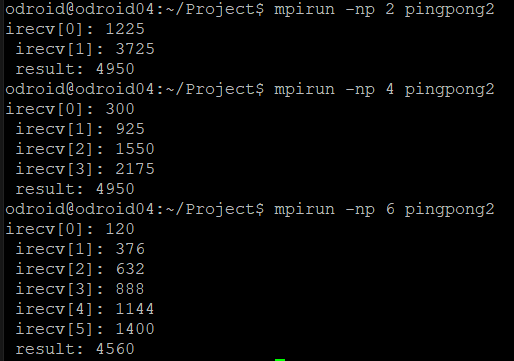 odroid@odroid04:~/Project$ mpirun -np 2 pingpong2
irecv[0]: 1225
irecv[1]: 3725
result: 4950
odroid@odroid04:~/Project$ mpirun -np 4 pingpong2
irecv[0]: 300
irecv[1]: 925
irecv[2]: 1550
irecv[3]: 2175
result: 4950
odroid@odroid04:~/Project$ mpirun -np 6 pingpong2
irecv[0]: 120
irecv[1]: 376
irecv[2]: 632
irecv[3]: 888
irecv[4]: 1144
irecv[5]: 1400
result: 4560